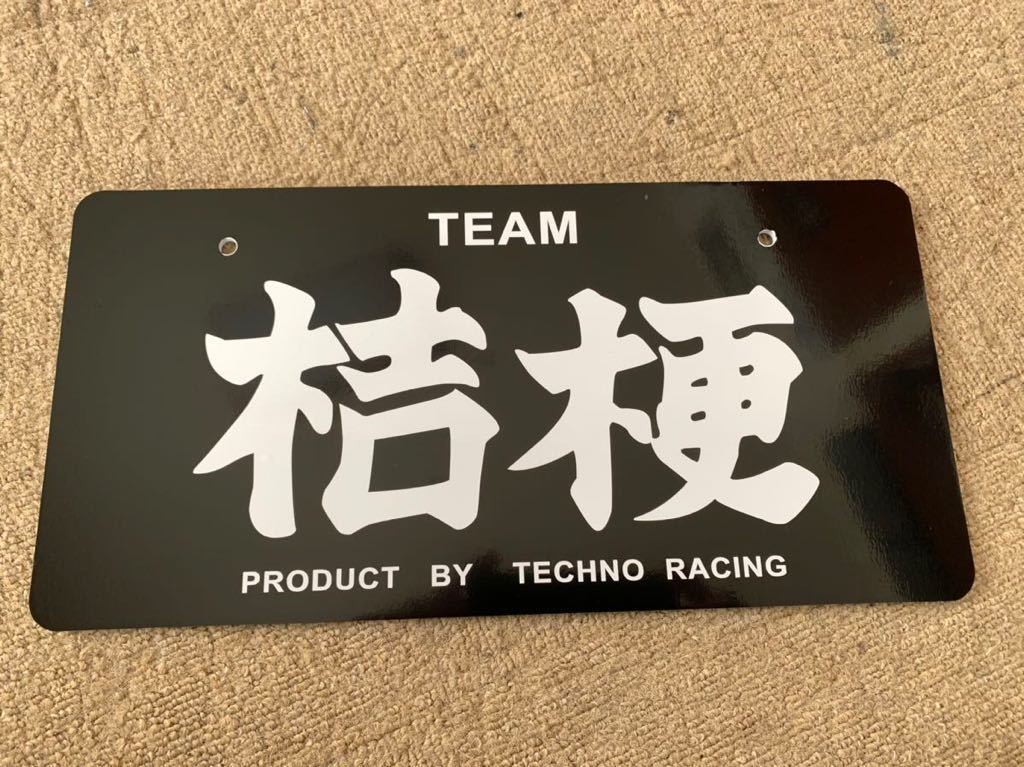 TEAM
桔梗
PRODUCT BY TECHNO RACING